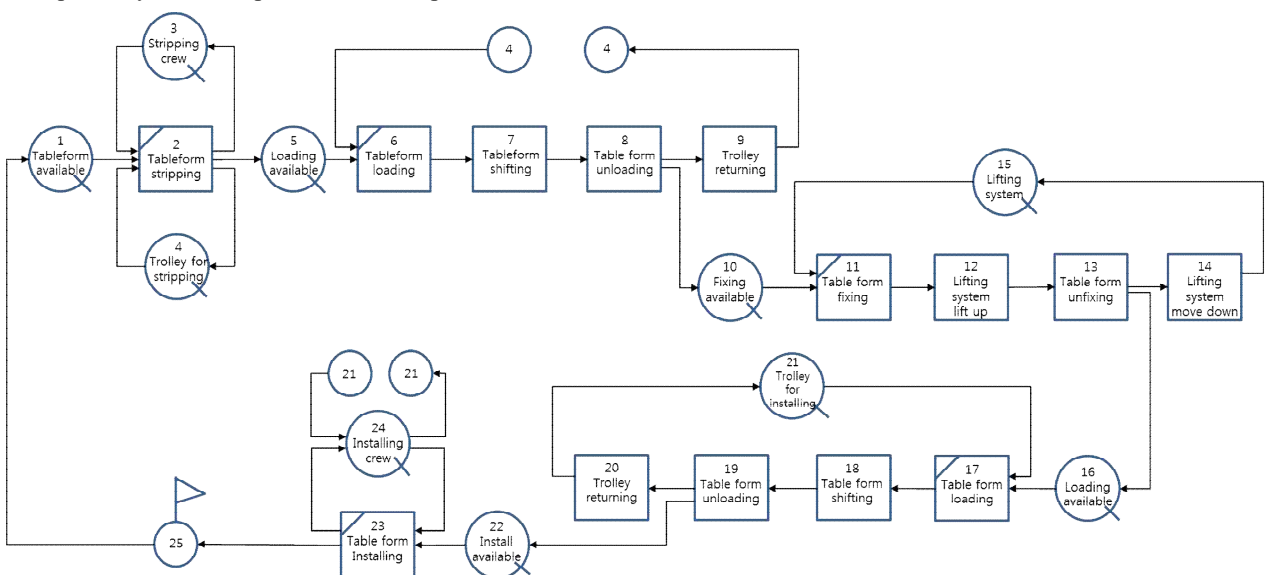 3
Stripping
crew
4
4
1
Tableform
available
2
Tableform
stripping
5
Loading
available
6
Tableform
loading
7
Tableform
shifting
8
Table form
unloading
9
Trolley
returning
4
Trolley for
stripping
15
Lifting
system
10
Fixing
available
11
Table form
fixing
12
Lifting
system
lift up
13
Table form
unfixing
14
Lifting
system
move down
21
21
21
Trolley
for
installing
24
Installing
crew
20
Trolley
returning
19
Table form
unloading
18
Table form
shifting
17
Table form
loading
16
Loading
available
25
23
Table form
Installing
22
Install
available